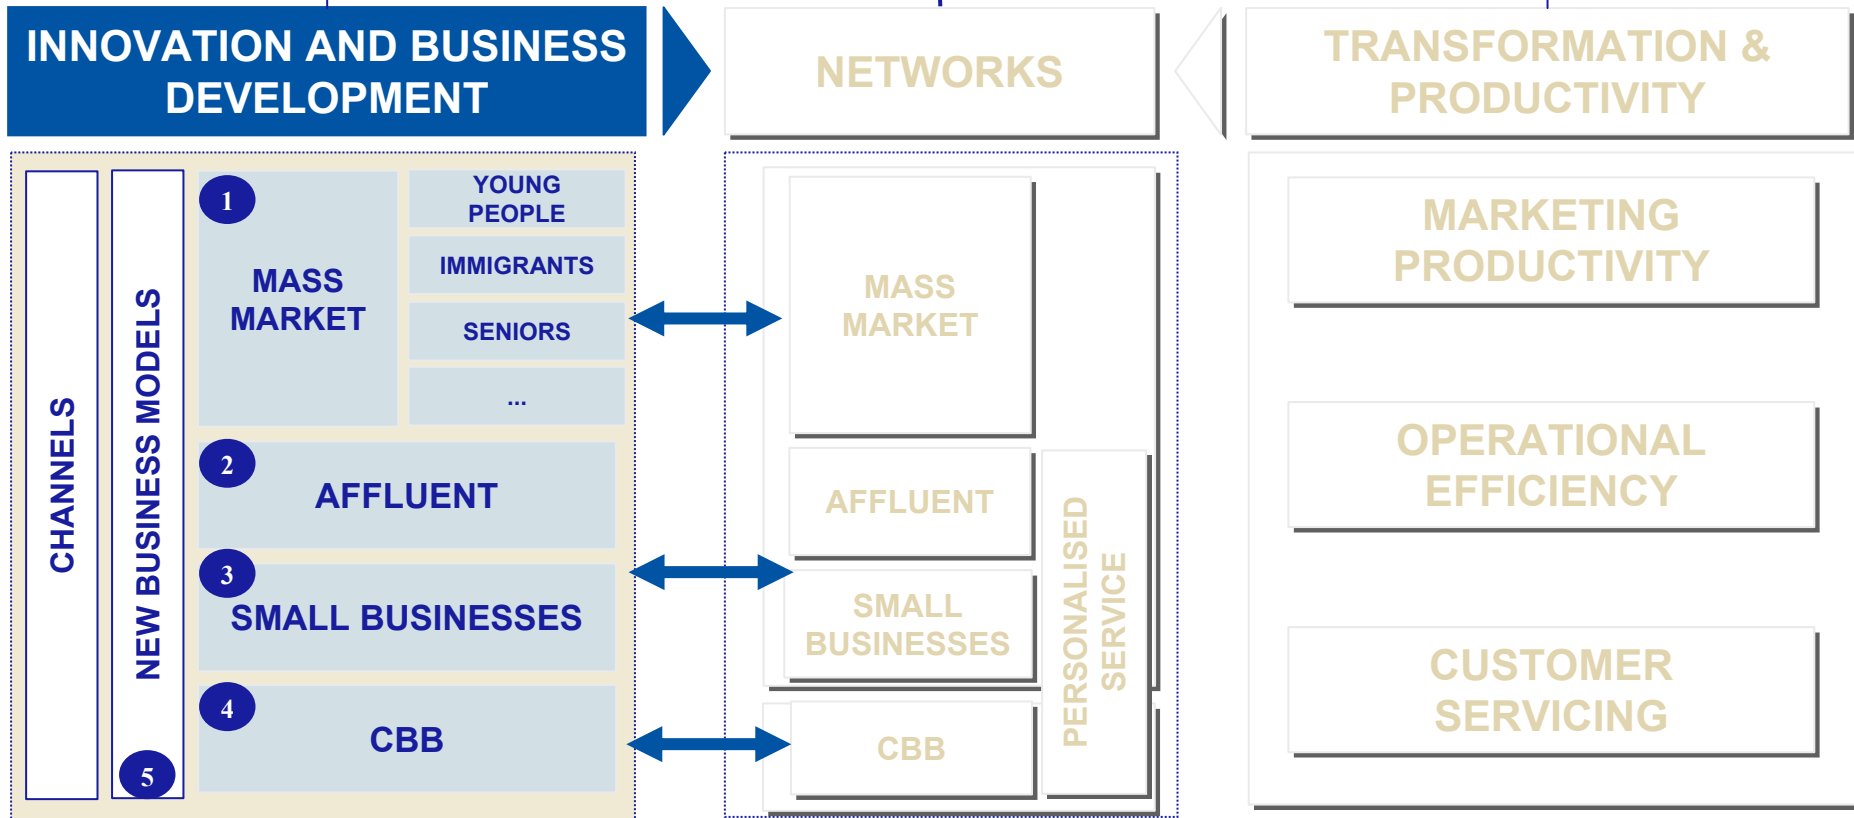 INNOVATION AND BUSINESS
DEVELOPMENT
NETWORKS
TRANSFORMATION &
PRODUCTIVITY
CHANNELS
NEW BUSINESS MODELS
5
1
MASS
MARKET
YOUNG
PEOPLE
IMMIGRANTS
SENIORS
...
2
AFFLUENT
3
SMALL BUSINESSES
4
CBB
MASS
MARKET
AFFLUENT
SMALL
BUSINESSES
CBB
PERSONALISED
SERVICE
MARKETING
PRODUCTIVITY
OPERATIONAL
EFFICIENCY
CUSTOMER
SERVICING